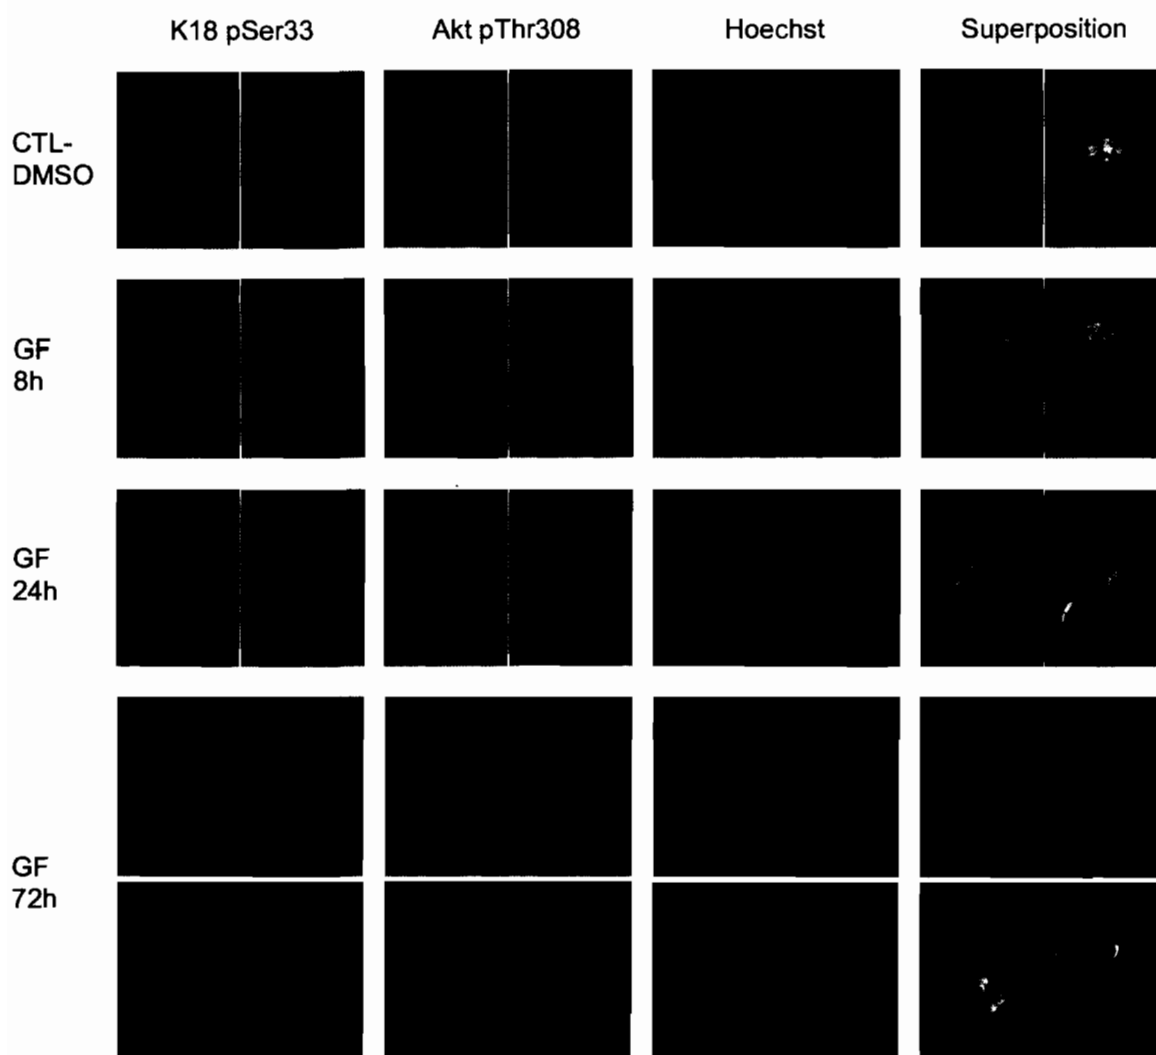 K18 pSer33 Akt pThr308 Hoechst Superposition
CTL-
DMSO
GF
8h
GF
24h
GF
72h